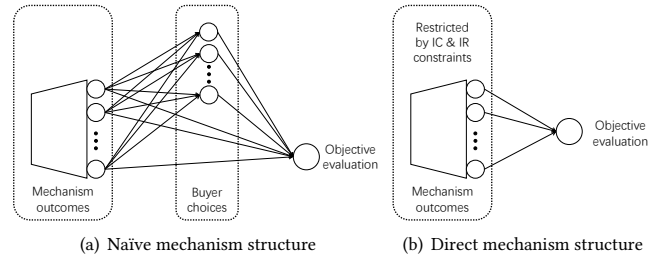 Mechanism
outcomes
Buyer
choices
Objective
evaluation
(a) Naïve mechanism structure
Restricted
by IC & IR
constraints
Mechanism
outcomes
Objective
evaluation
(b) Direct mechanism structure